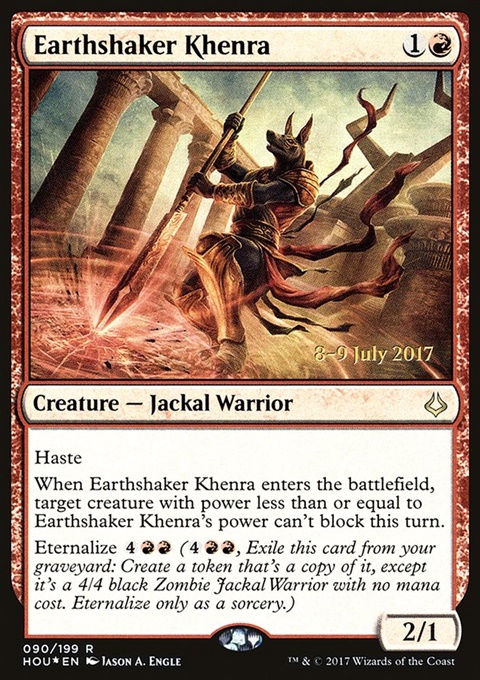 Earthshaker Khenra 1
8–9 July 2017
Creature — Jackal Warrior
Haste
When Earthshaker Khenra enters the battlefield,
target creature with power less than or equal to
Earthshaker Khenra's power can't block this turn.
Eternalize 4 (4, Exile this card from your
graveyard: Create a token that's a copy of it, except
it's a 4/4 black Zombie Jackal Warrior with no mana
cost. Eternalize only as a sorcery.)
2/1
090/199 R
HOU★EN Jason A. Engle
™ & © 2017 Wizards of the Coast